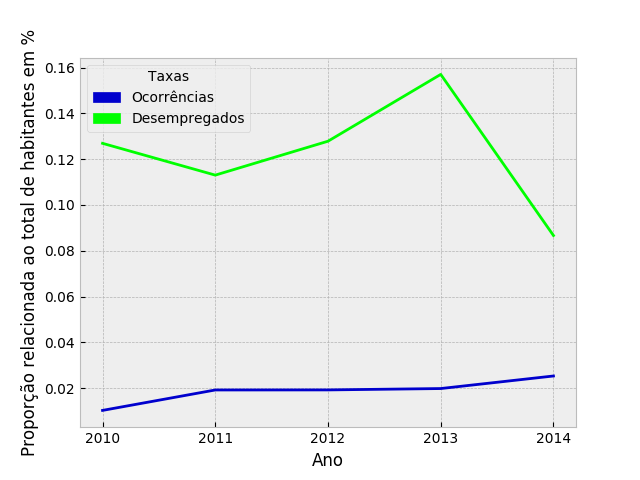 Proporção relacionada ao total de habitantes em %
0.16
0.14
0.12
0.10
0.08
0.06
0.04
0.02
Taxas
Ocorrências
Desempregados
2010 2011 2012 2013 2014
Ano